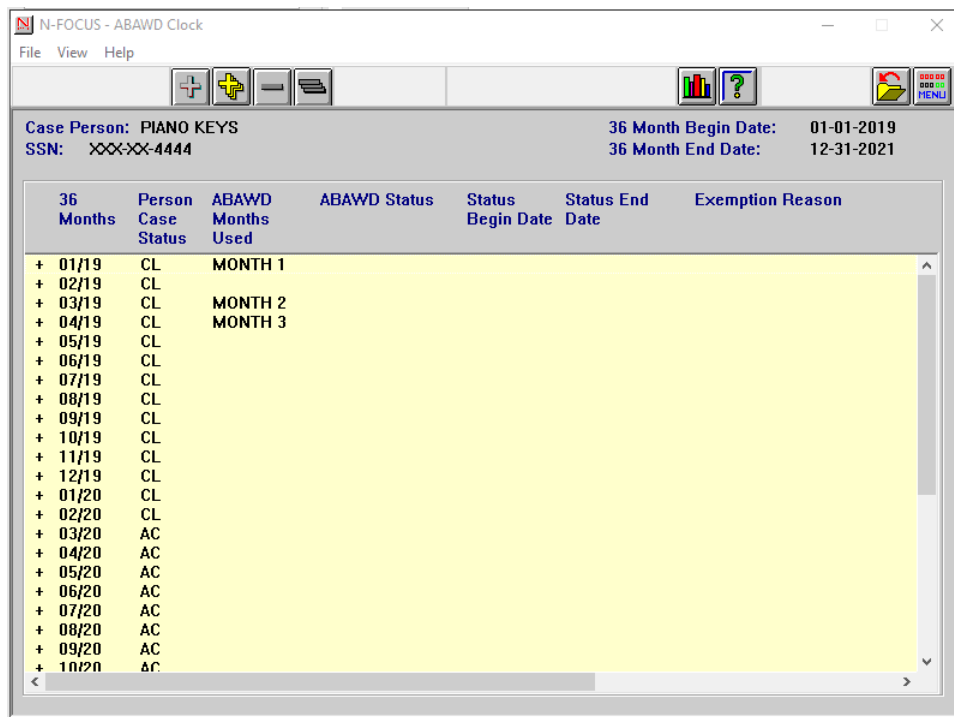 N-FOCUS - ABAWD Clock
File View Help
MENU
Case Person: PIANO KEYS 36 Month Begin Date: 01-01-2019
SSN: XXX-XX-4444 36 Month End Date: 12-31-2021
36 Months Person Case Status ABAWD Months Used ABAWD Status Status Begin Date Status End Date Exemption Reason
+ 01/19 CL MONTH 1
+ 02/19 CL
+ 03/19 CL MONTH 2
+ 04/19 CL MONTH 3
+ 05/19 CL
+ 06/19 CL
+ 07/19 CL
+ 08/19 CL
+ 09/19 CL
+ 10/19 CL
+ 11/19 CL
+ 12/19 CL
+ 01/20 CL
+ 02/20 CL
+ 03/20 AC
+ 04/20 AC
+ 05/20 AC
+ 06/20 AC
+ 07/20 AC
+ 08/20 AC
+ 09/20 AC
+ 10/20 AC